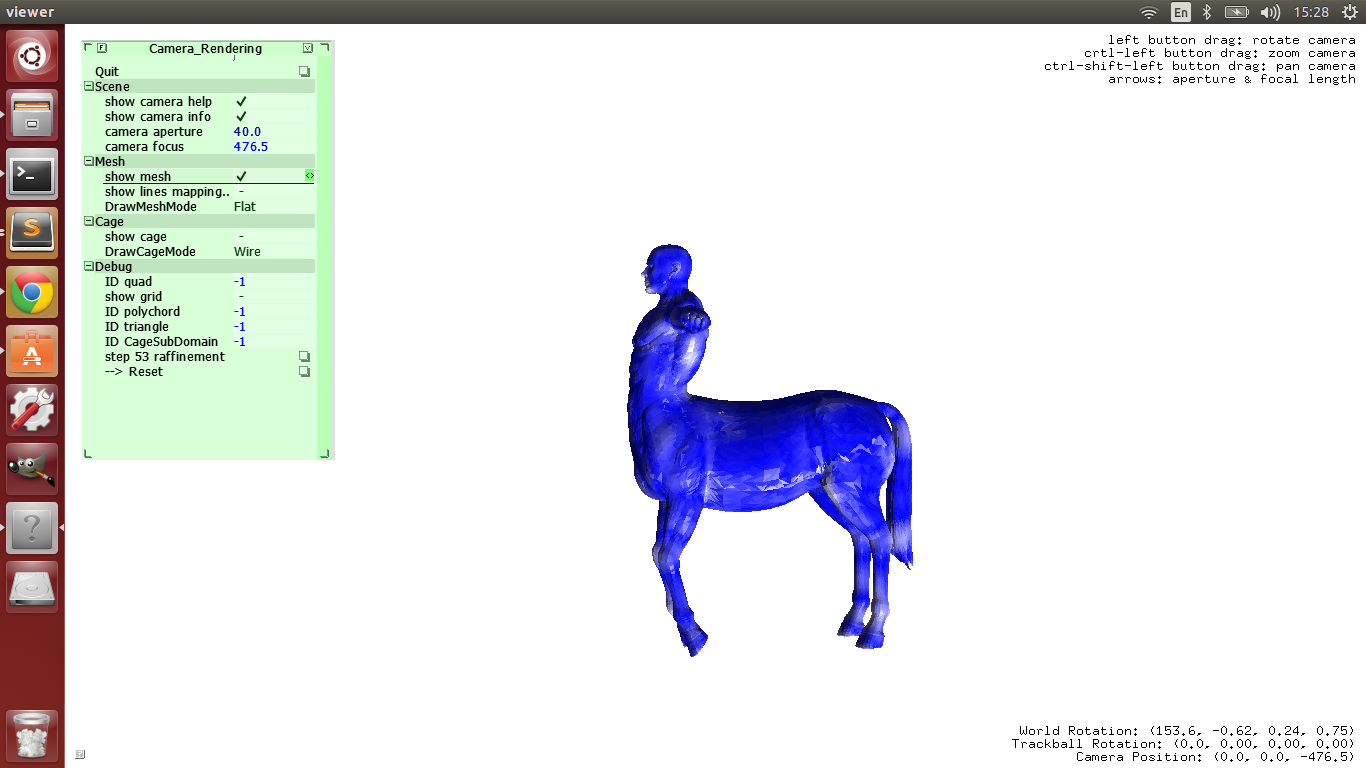 viewer
En
15:28
left button drag: rotate camera
crtl-left button drag: zoom camera
ctrl-shift-left button drag: pan camera
arrows: aperture & focal length
Camera_Rendering
Quit
Scene
show camera help
show camera info
camera aperture 40.0
camera focus 476.5
Mesh
show mesh
show lines mapping.. -
DrawMeshMode Flat
Cage
show cage -
DrawCageMode Wire
Debug
ID quad -1
show grid -
ID polychord -1
ID triangle -1
ID CageSubDomain -1
step 53 raffinement
--> Reset
World Rotation: (153.6, -0.62, 0.24, 0.75)
Trackball Rotation: (0.0, 0.00, 0.00, 0.00)
Camera Position: (0.0, 0.0, -476.5)